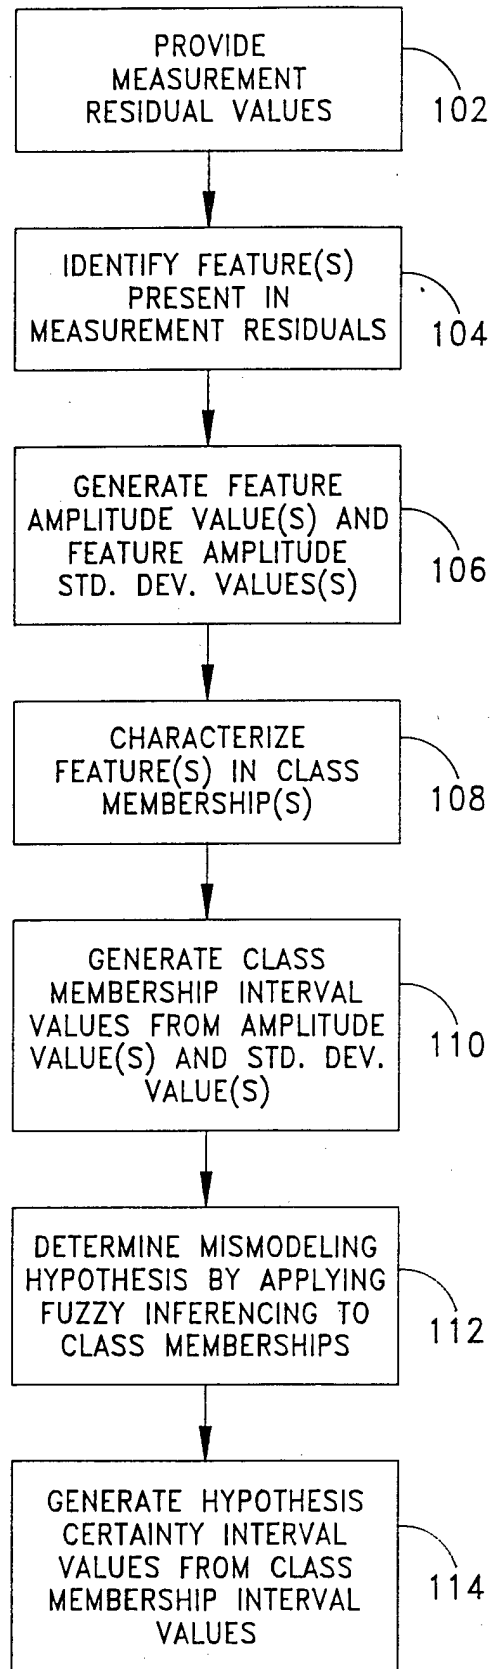 PROVIDE
MEASUREMENT
RESIDUAL VALUES
102
IDENTIFY FEATURE(S)
PRESENT IN
MEASUREMENT RESIDUALS
104
GENERATE FEATURE
AMPLITUDE VALUE(S) AND
FEATURE AMPLITUDE
STD. DEV. VALUES(S)
106
CHARACTERIZE
FEATURE(S) IN CLASS
MEMBERSHIP(S)
108
GENERATE CLASS
MEMBERSHIP INTERVAL
VALUES FROM AMPLITUDE
VALUE(S) AND STD. DEV.
VALUE(S)
110
DETERMINE MISMODELING
HYPOTHESIS BY APPLYING
FUZZY INFERENCING TO
CLASS MEMBERSHIPS
112
GENERATE HYPOTHESIS
CERTAINTY INTERVAL
VALUES FROM CLASS
MEMBERSHIP INTERVAL
VALUES
114